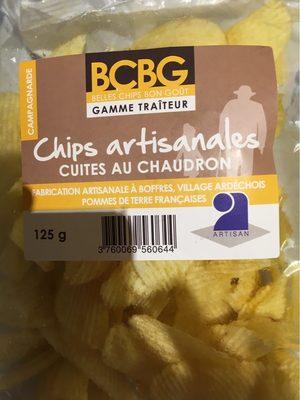 CAMPAGNARDE
BCBG
BELLES CHIPS BON GOÛT
GAMME TRAÎTEUR
Chips artisanales
CUITES AU CHAUDRON
FABRICATION ARTISANALE À BOFFRES, VILLAGE ARDÉCHOIS
POMMES DE TERRE FRANÇAISES
125 g
3 760069 560644
ARTISAN